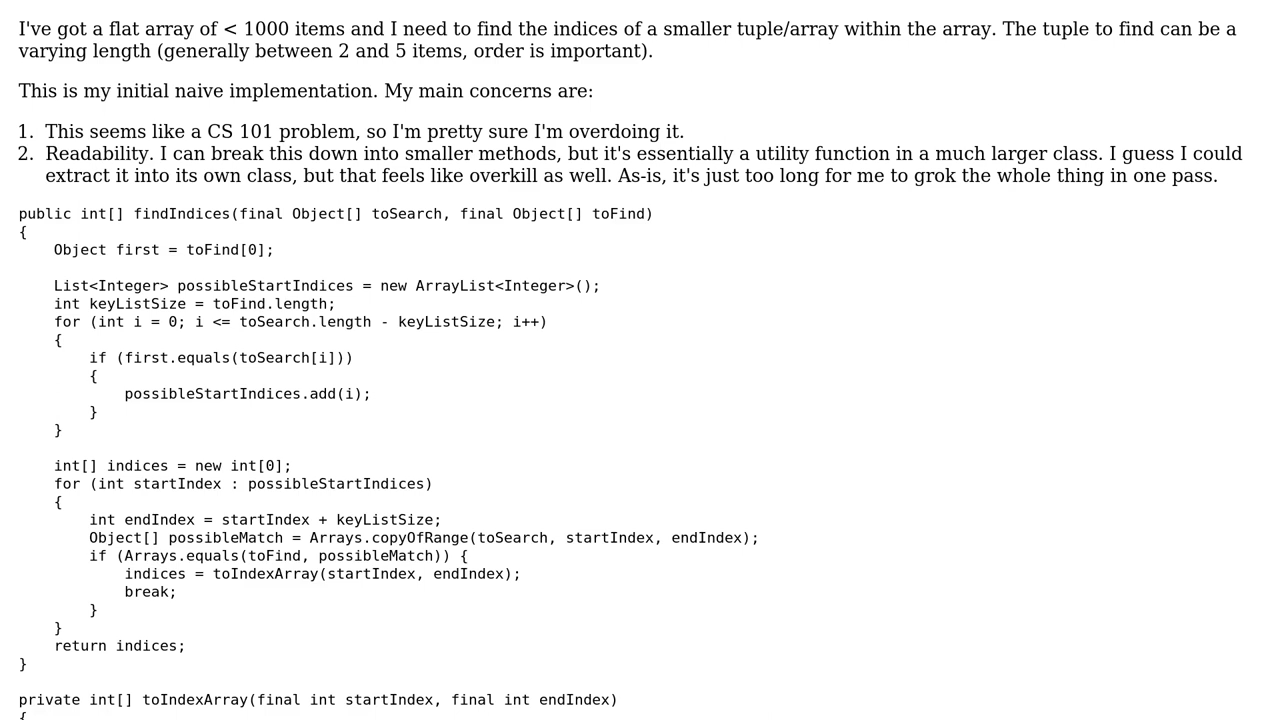 I've got a flat array of < 1000 items and I need to find the indices of a smaller tuple/array within the array. The tuple to find can be a
varying length (generally between 2 and 5 items, order is important).
This is my initial naive implementation. My main concerns are:
1. This seems like a CS 101 problem, so I'm pretty sure I'm overdoing it.
2. Readability. I can break this down into smaller methods, but it's essentially a utility function in a much larger class. I guess I could
extract it into its own class, but that feels like overkill as well. As-is, it's just too long for me to grok the whole thing in one pass.
public int[] findIndices(final Object[] toSearch, final Object[] toFind)
{
    Object first = toFind[0];
    List<Integer> possibleStartIndices = new ArrayList<Integer>();
    int keyListSize = toFind.length;
    for (int i = 0; i <= toSearch.length - keyListSize; i++)
    {
        if (first.equals(toSearch[i]))
        {
            possibleStartIndices.add(i);
        }
    }
    int[] indices = new int[0];
    for (int startIndex : possibleStartIndices)
    {
        int endIndex = startIndex + keyListSize;
        Object[] possibleMatch = Arrays.copyOfRange(toSearch, startIndex, endIndex);
        if (Arrays.equals(toFind, possibleMatch)) {
            indices = toIndexArray(startIndex, endIndex);
            break;
        }
    }
    return indices;
}
private int[] toIndexArray(final int startIndex, final int endIndex)
{